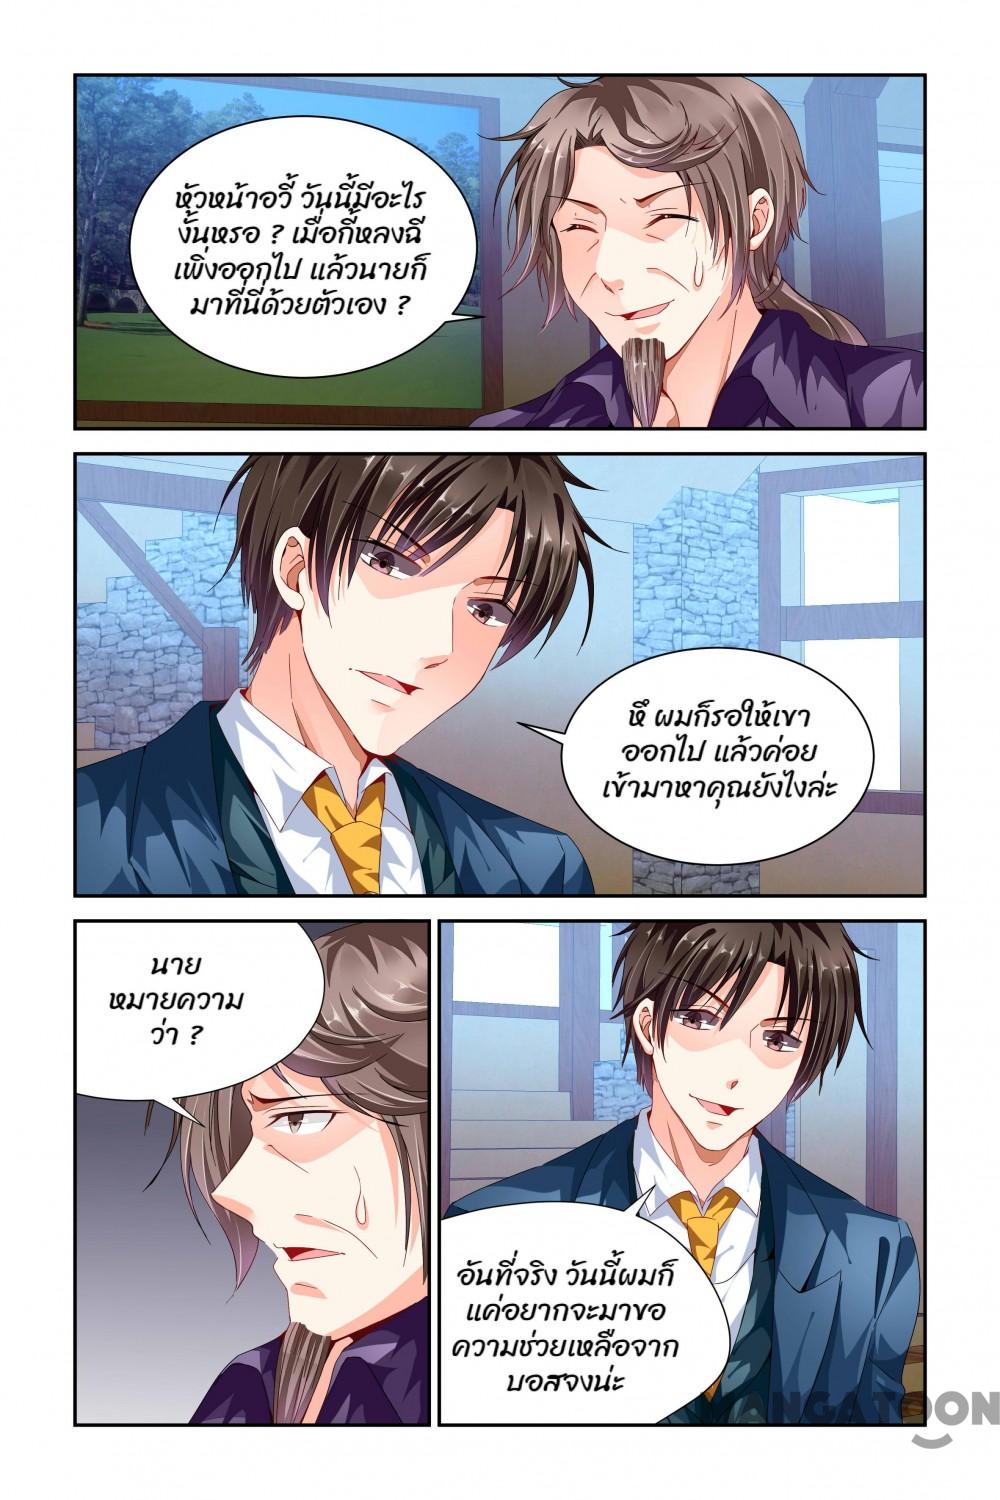 หัวหน้าอวี้ วันนี้มีอะไร
งั้นหรอ ? เมื่อกี้หลงฉี
เพิ่งออกไป แล้วนายก็
มาที่นี่ด้วยตัวเอง ?
หึ ผมก็รอให้เขา
ออกไป แล้วค่อย
เข้ามาหาคุณยังไงล่ะ
นาย
หมายความ
ว่า ?
อันที่จริง วันนี้ผมก็
แค่อยากจะมาขอ
ความช่วยเหลือจาก
บอสจงน่ะ
MANGATOON